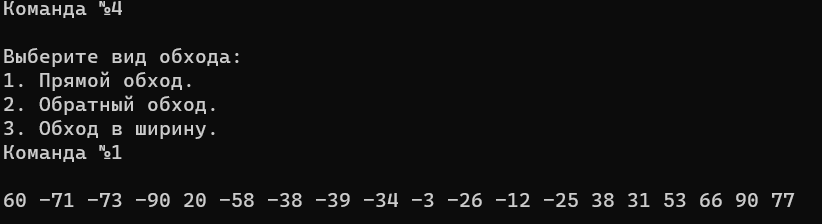 Команда №4
Выберите вид обхода:
1. Прямой обход.
2. Обратный обход.
3. Обход в ширину.
Команда №1
60 -71 -73 -90 20 -58 -38 -39 -34 -3 -26 -12 -25 38 31 53 66 90 77